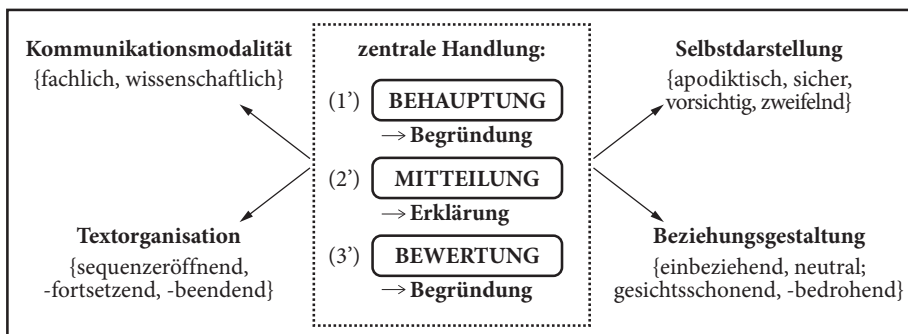 Kommunikationsmodalität
{fachlich, wissenschaftlich}
zentrale Handlung:
(1’) BEHAUPTUNG
→ Begründung
(2’) MITTEILUNG
→ Erklärung
(3’) BEWERTUNG
→ Begründung
Selbstdarstellung
{apodiktisch, sicher,
vorsichtig, zweifelnd}
Textorganisation
{sequenzeröffnend,
-fortsetzend, -beendend}
Beziehungsgestaltung
{einbeziehend, neutral;
gesichtsschonend, -bedrohend}